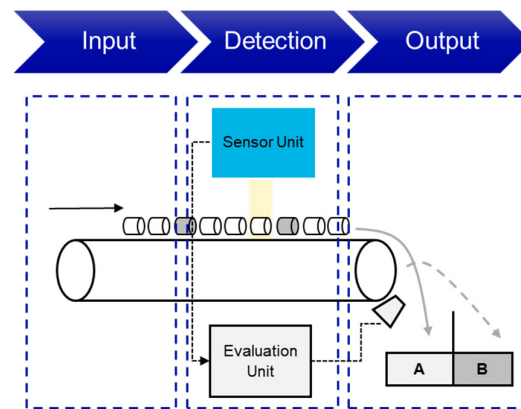 Input
Detection
Output
Sensor Unit
Evaluation
Unit
A
B